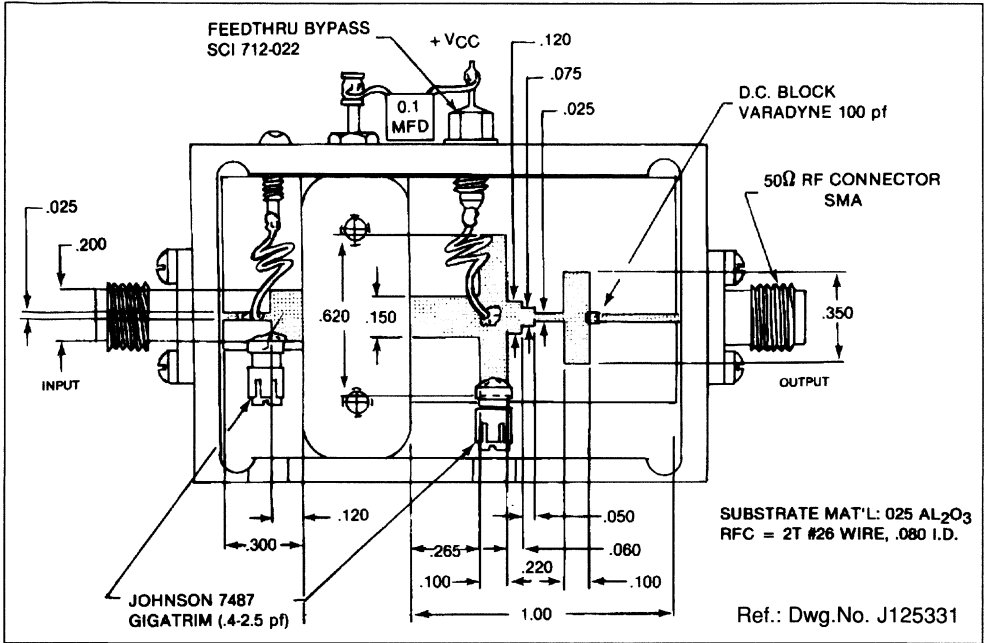 FEEDTHRU BYPASS
SCI 712-022
+ VCC
.120
.075
.025
0.1
MFD
D.C. BLOCK
VARADYNE 100 pf
50Ω RF CONNECTOR
SMA
.025
.200
.620
.150
.350
INPUT
OUTPUT
.120
.300
.265
.050
.060
.220
.100
.100
1.00
SUBSTRATE MAT'L: 025 AL2O3
RFC = 2T #26 WIRE, .080 I.D.
JOHNSON 7487
GIGATRIM (.4-2.5 pf)
Ref.: Dwg.No. J125331